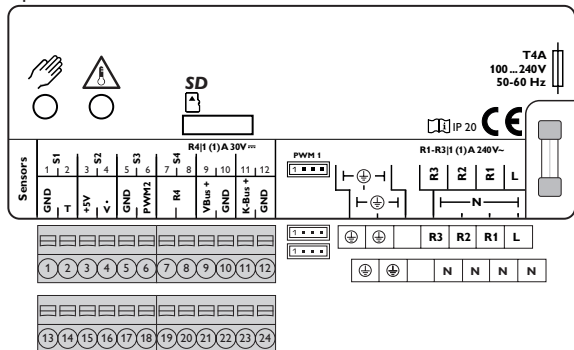 T4A
100 ... 240 V
50-60 Hz
SD
IP 20 CE
R4|1 (1) A 30V
R1-R3|1 (1) A 240V~
PWM 1
Sensors
S1 S2 S3 S4
1 2 3 4 5 6 7 8 9 10 11 12
GND T +5V V GND PWM2 R4 VBus + GND K-Bus + GND
1
R3 R2 R1 L
N
1
1
R3 R2 R1 L
N N N N
1 2 3 4 5 6 7 8 9 10 11 12
13 14 15 16 17 18 19 20 21 22 23 24